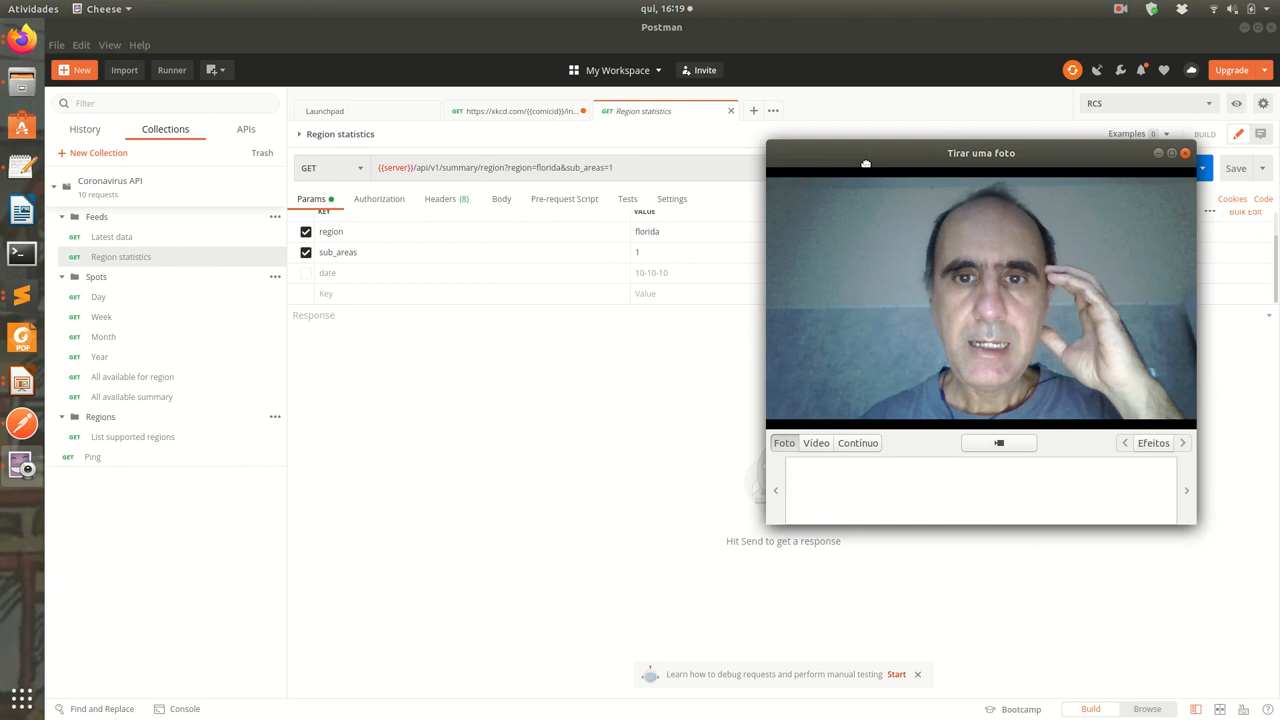 Atividades Cheese qui, 16:19
Postman
File Edit View Help
New Import Runner My Workspace Invite Upgrade
Filter
History Collections APIs
New Collection Trash
Coronavirus API
10 requests
Feeds
GET Latest data
GET Region statistics
Spots
GET Day
GET Week
GET Month
GET Year
GET All available for region
GET All available summary
Regions
GET List supported regions
GET Ping
Launchpad GET https://xkcd.com/{{comicid}}/in... GET Region statistics
RCS
Region statistics Examples 0 BUILD
GET {{server}}/api/v1/summary/region?region=florida&sub_areas=1 Save
Params Authorization Headers (8) Body Pre-request Script Tests Settings Cookies Code
KEY VALUE Bulk Edit
region florida
sub_areas 1
date 10-10-10
Key Value
Response
Tirar uma foto
Foto Vídeo Contínuo Efeitos
Hit Send to get a response
Learn how to debug requests and perform manual testing Start
Find and Replace Console Bootcamp Build Browse
PDF